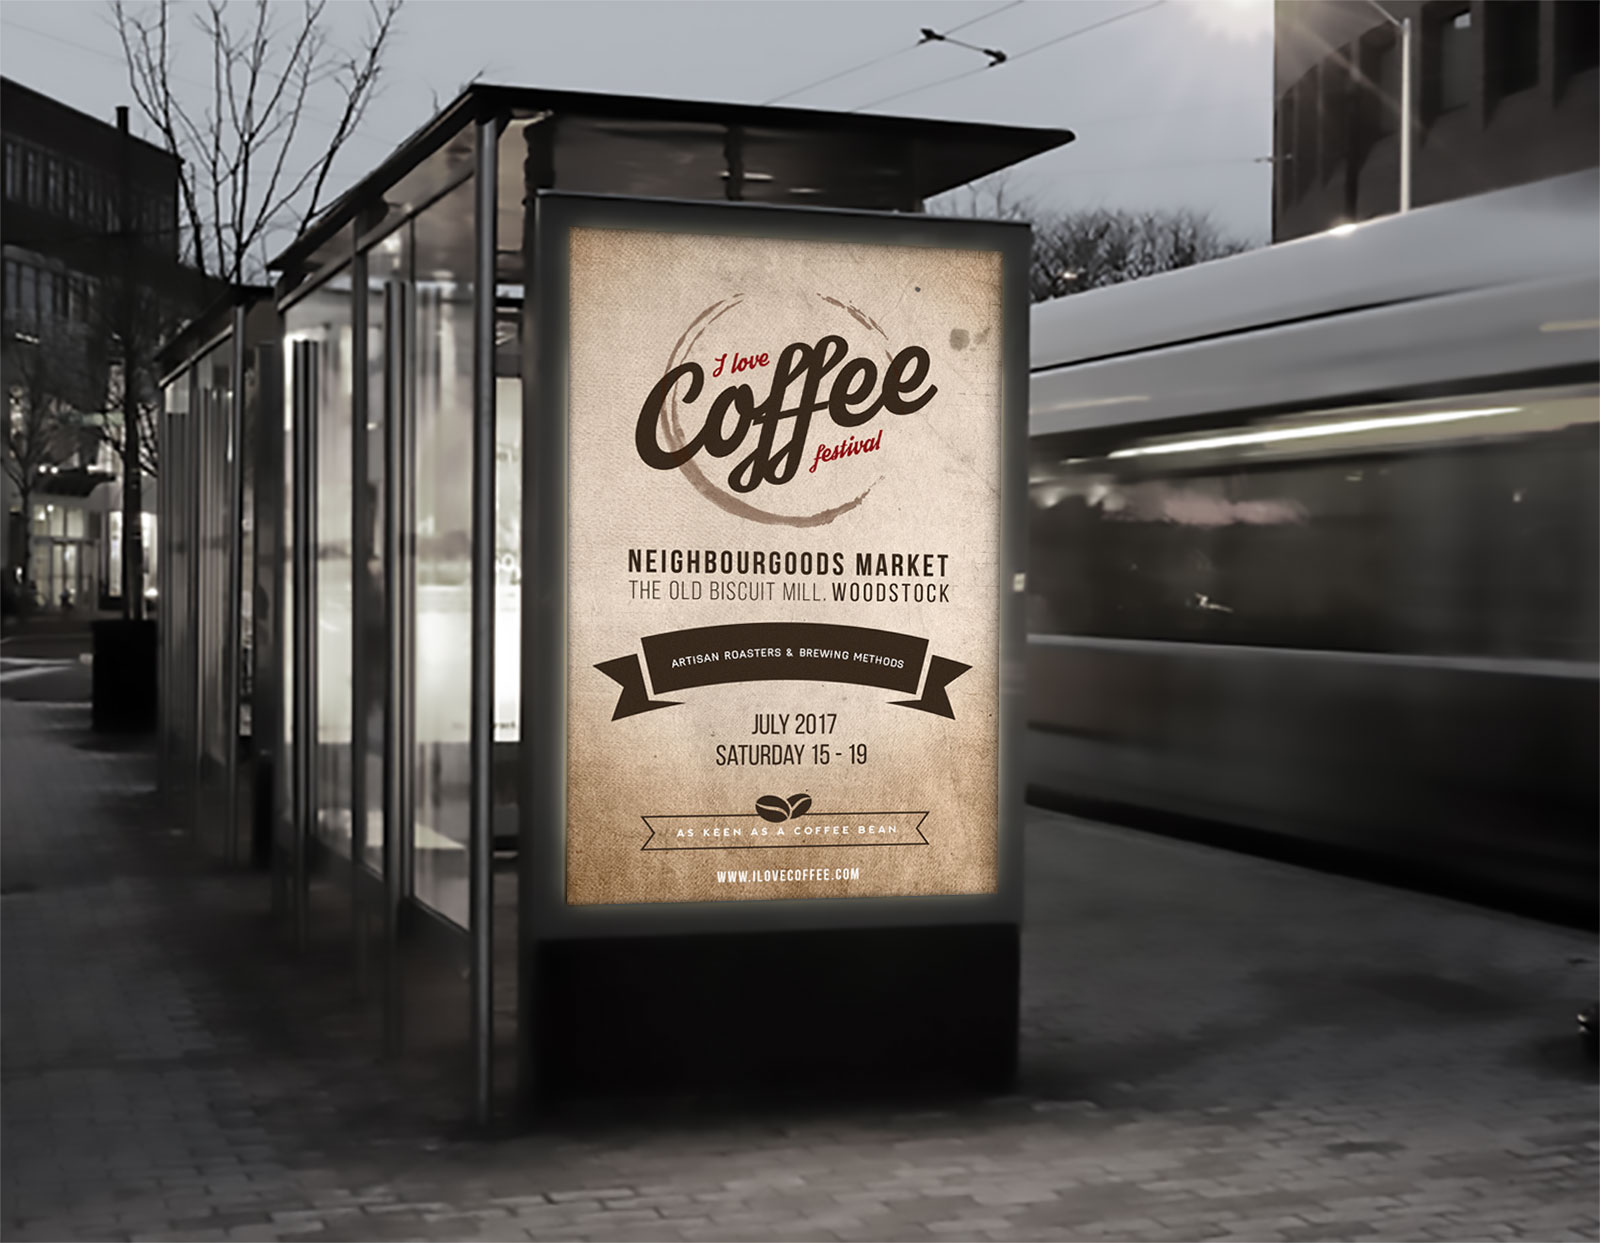 I love
Coffee
festival
NEIGHBOURGOODS MARKET
THE OLD BISCUIT MILL. WOODSTOCK
ARTISAN ROASTERS & BREWING METHODS
JULY 2017
SATURDAY 15 - 19
AS KEEN AS A COFFEE BEAN
WWW.ILOVECOFFEE.COM